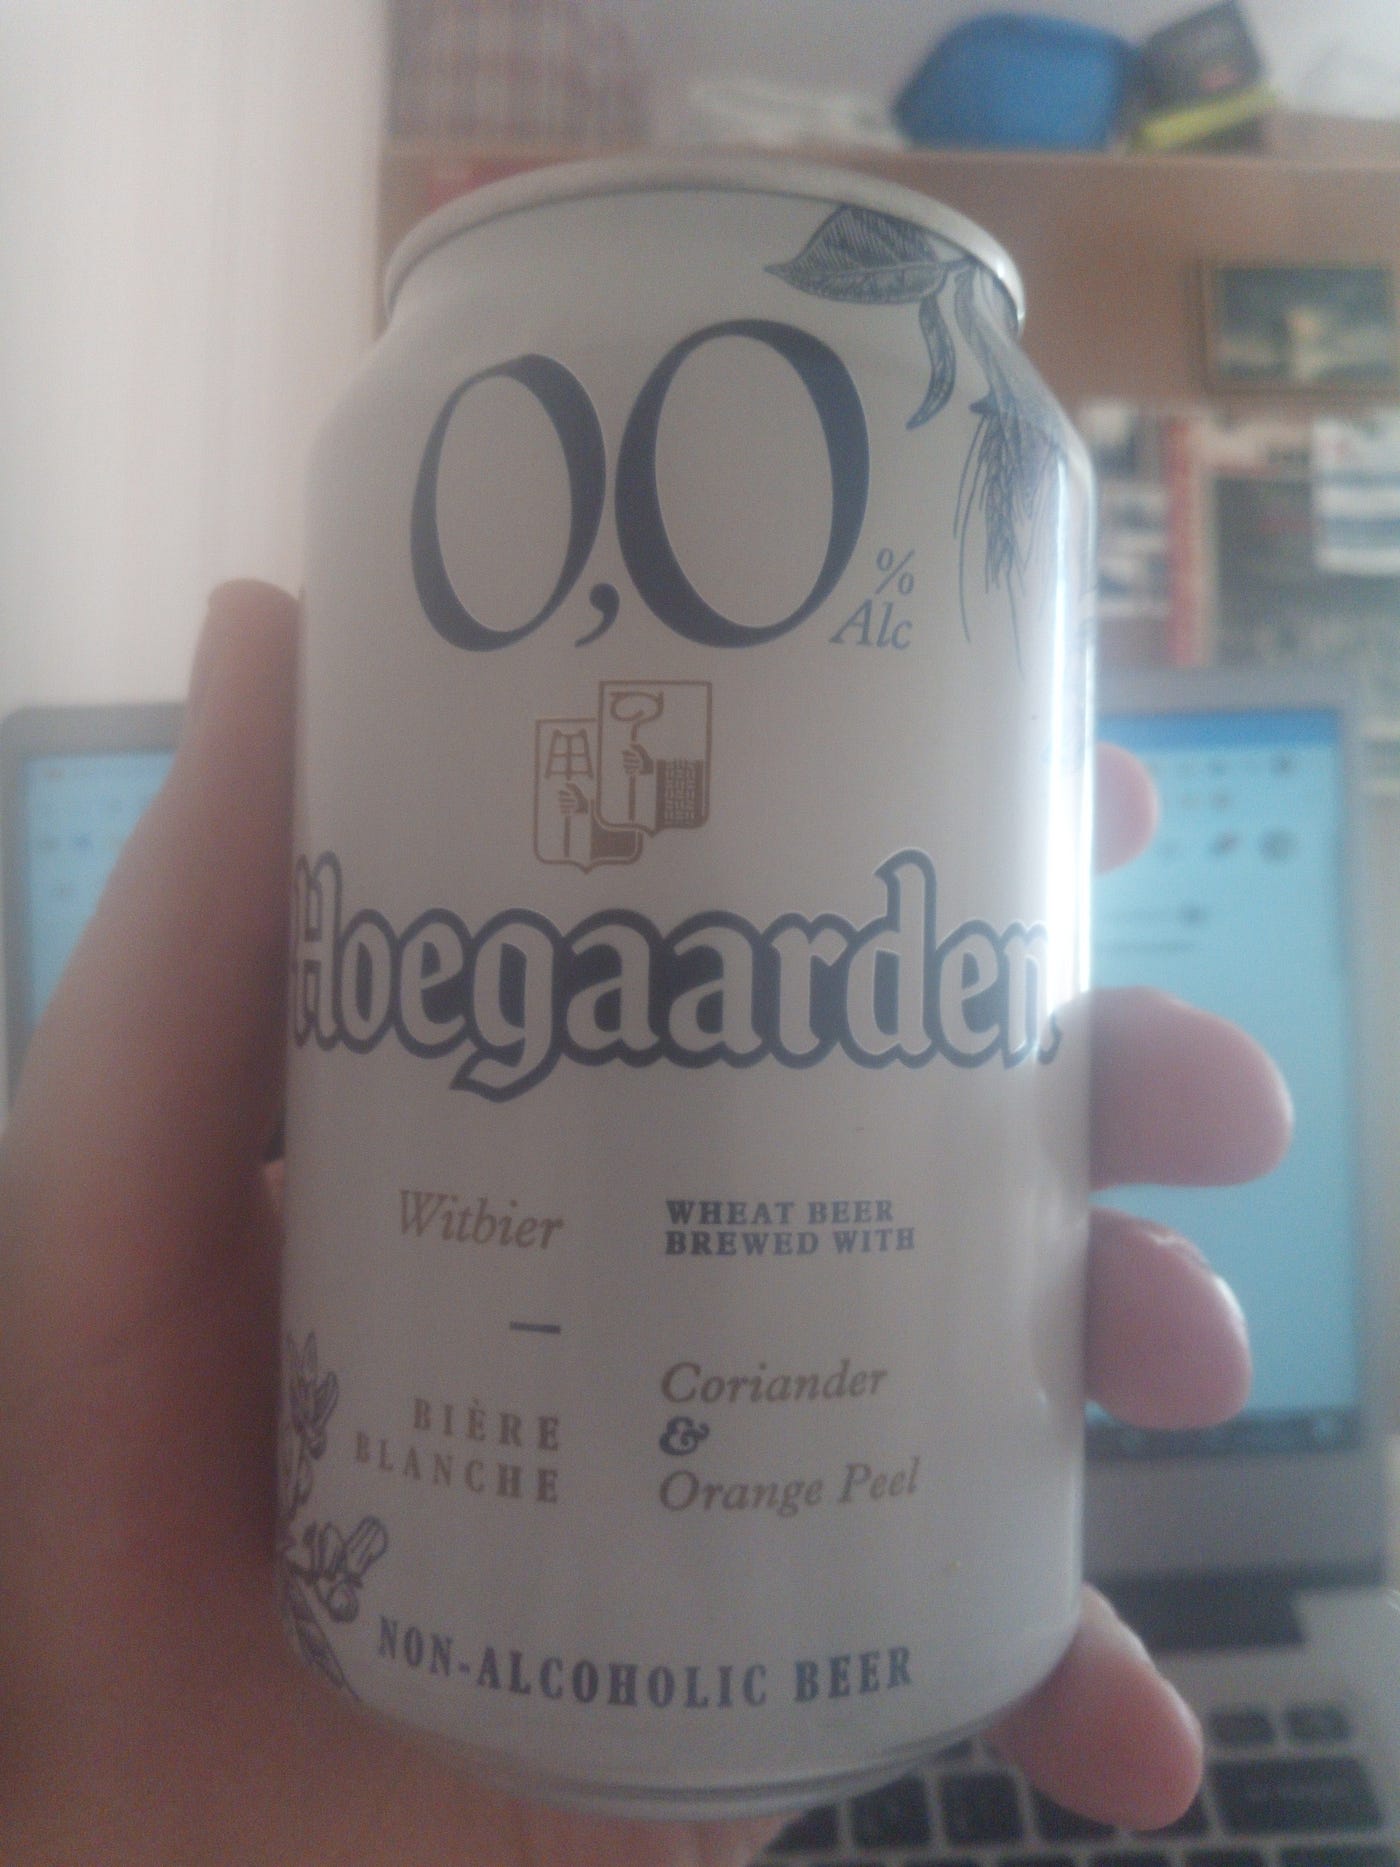 0,0
%
Alc
Hoegaarden
Witbier
WHEAT BEER
BREWED WITH
BIÈRE
BLANCHE
Coriander
&
Orange Peel
NON-ALCOHOLIC BEER